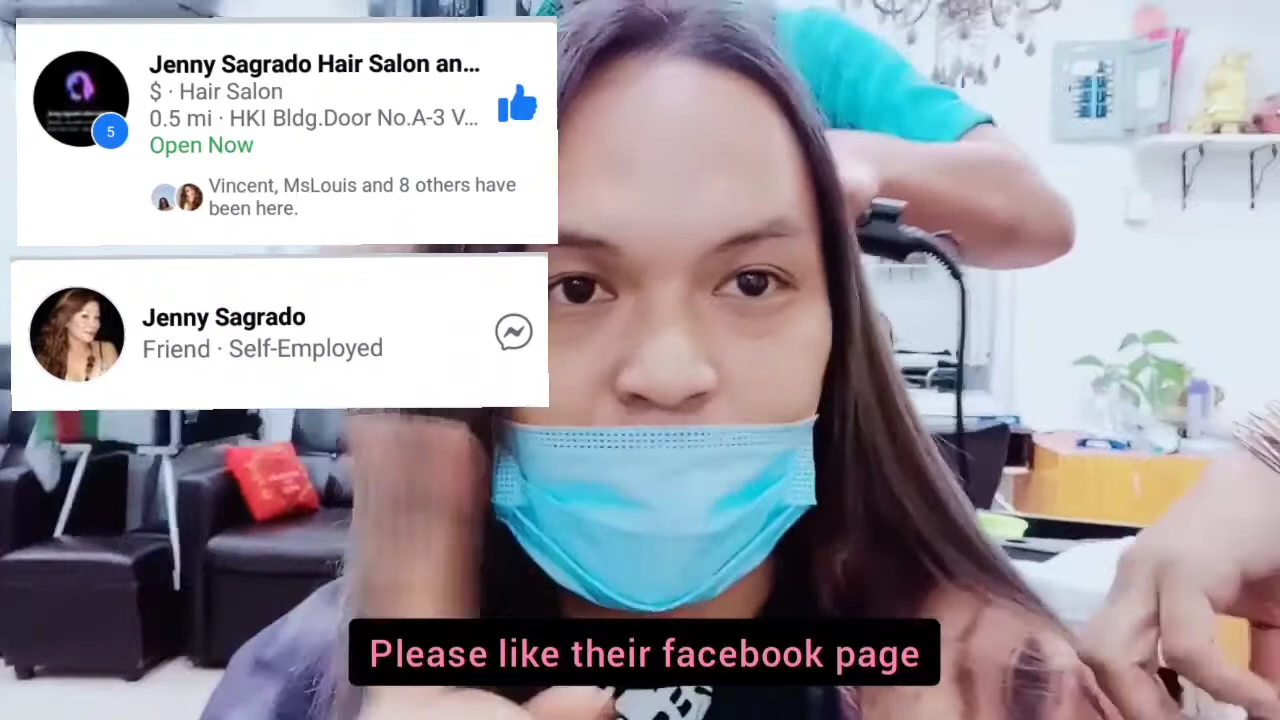 Jenny Sagrado Hair Salon an...
$ · Hair Salon
0.5 mi · HKI Bldg.Door No.A-3 V...
Open Now
5
Vincent, MsLouis and 8 others have
been here.
Jenny Sagrado
Friend · Self-Employed
Please like their facebook page